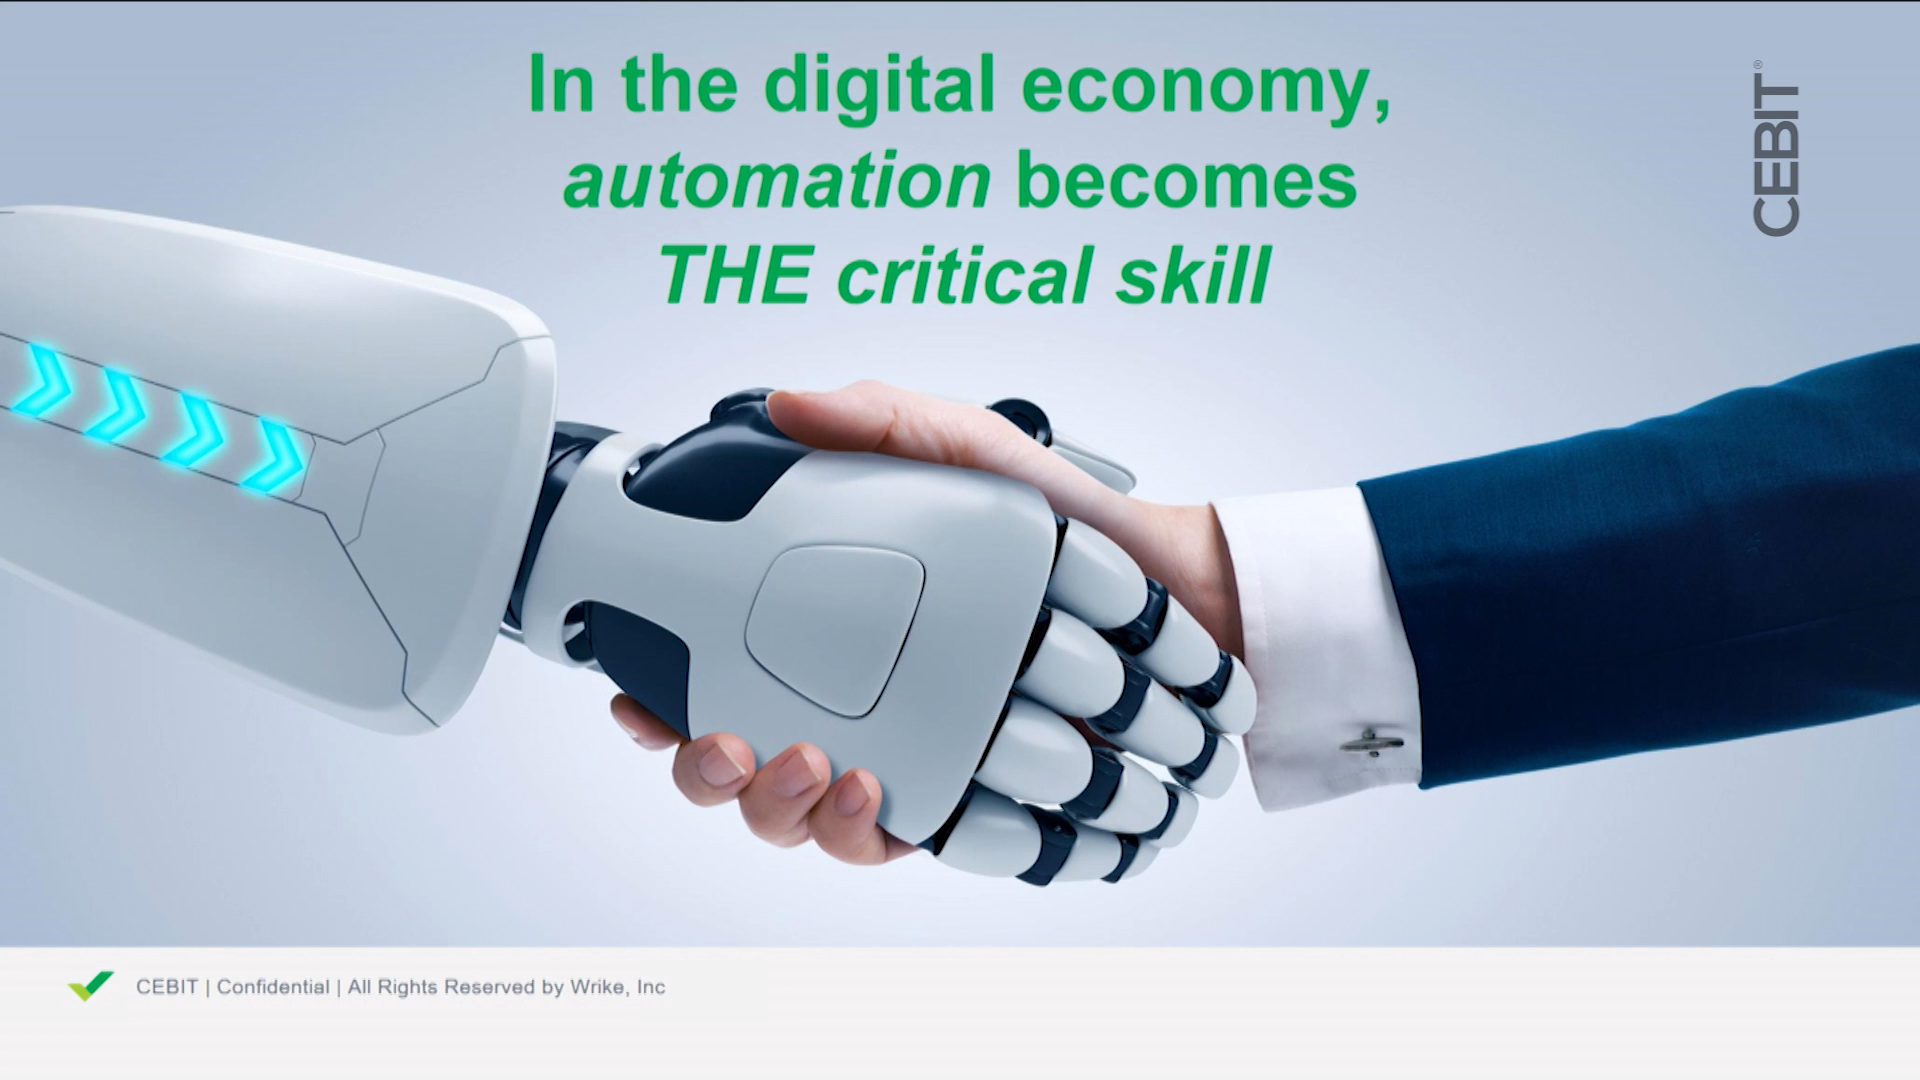 In the digital economy,
automation becomes
THE critical skill
CEBIT®
CEBIT | Confidential | All Rights Reserved by Wrike, Inc